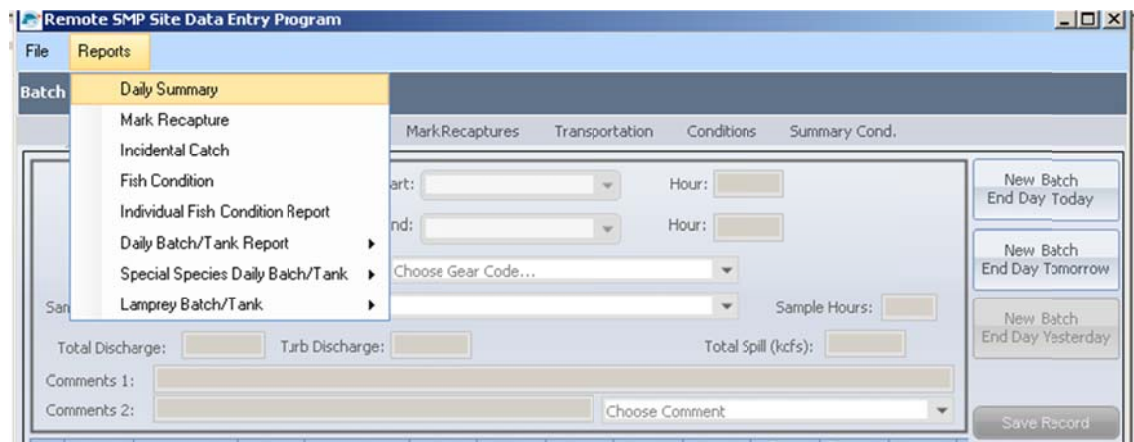 Remote SMP Site Data Entry Program
File Reports
Batch
Daily Summary
Mark Recapture
Incidental Catch
Fish Condition
Individual Fish Condition Report
Daily Batch/Tank Report
Special Species Daily Batch/Tank
Lamprey Batch/Tank
MarkRecaptures Transportation Conditions Summary Cond.
art: Hour:
nd: Hour:
Choose Gear Code...
San Sample Hours:
Total Discharge: Turb Discharge: Total Spill (kcfs):
Comments 1:
Comments 2: Choose Comment
New Batch
End Day Today
New Batch
End Day Tomorrow
New Batch
End Day Yesterday
Save Record